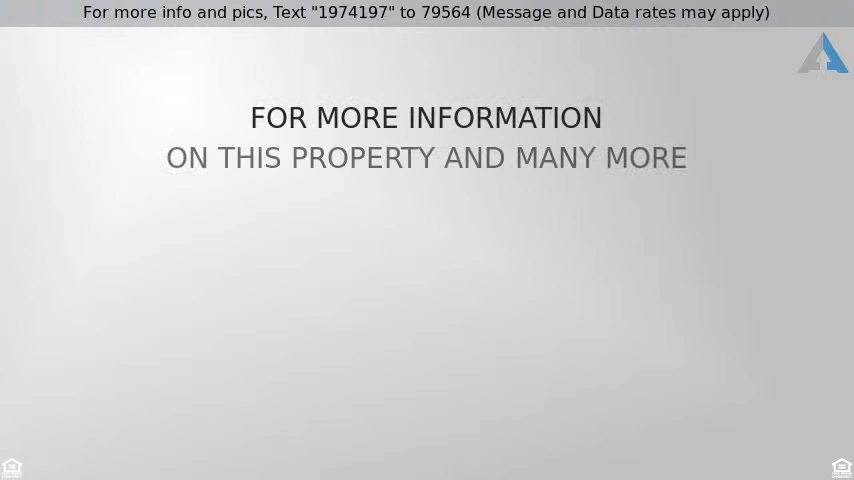 For more info and pics, Text "1974197" to 79564 (Message and Data rates may apply)
FOR MORE INFORMATION
ON THIS PROPERTY AND MANY MORE